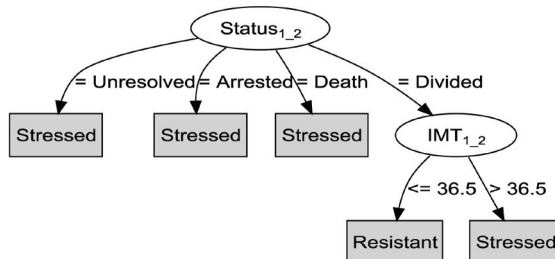 Status1_2
= Unresolved = Arrested = Death = Divided
Stressed Stressed Stressed IMT1_2
<= 36.5 > 36.5
Resistant Stressed